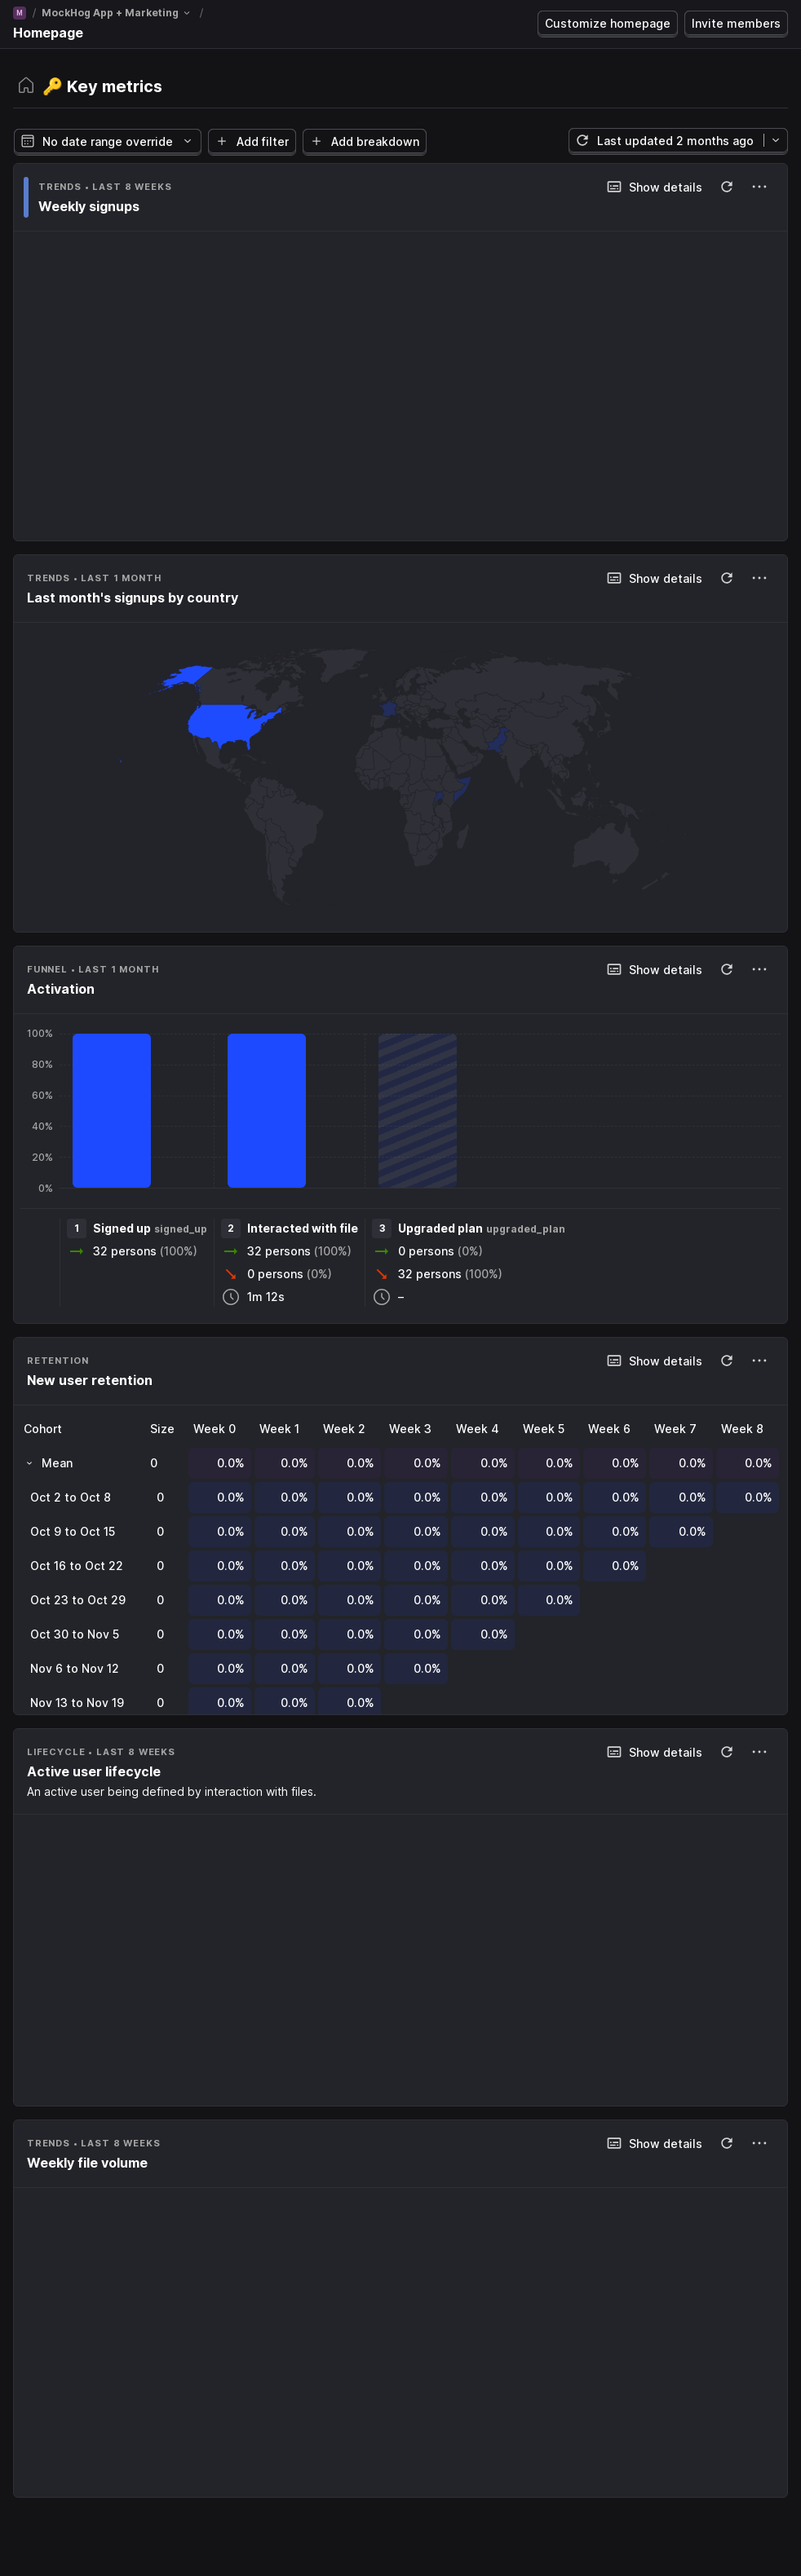 M / MockHog App + Marketing /
Homepage
Customize homepage
Invite members
🔑 Key metrics
No date range override
Add filter
Add breakdown
Last updated 2 months ago
TRENDS • LAST 8 WEEKS
Show details
Weekly signups
TRENDS • LAST 1 MONTH
Show details
Last month's signups by country
FUNNEL • LAST 1 MONTH
Show details
Activation
100%
80%
60%
40%
20%
0%
1 Signed up signed_up
32 persons (100%)
2 Interacted with file
32 persons (100%)
0 persons (0%)
1m 12s
3 Upgraded plan upgraded_plan
0 persons (0%)
32 persons (100%)
–
RETENTION
Show details
New user retention
Cohort Size Week 0 Week 1 Week 2 Week 3 Week 4 Week 5 Week 6 Week 7 Week 8
Mean 0 0.0% 0.0% 0.0% 0.0% 0.0% 0.0% 0.0% 0.0% 0.0%
Oct 2 to Oct 8 0 0.0% 0.0% 0.0% 0.0% 0.0% 0.0% 0.0% 0.0% 0.0%
Oct 9 to Oct 15 0 0.0% 0.0% 0.0% 0.0% 0.0% 0.0% 0.0% 0.0%
Oct 16 to Oct 22 0 0.0% 0.0% 0.0% 0.0% 0.0% 0.0% 0.0%
Oct 23 to Oct 29 0 0.0% 0.0% 0.0% 0.0% 0.0% 0.0%
Oct 30 to Nov 5 0 0.0% 0.0% 0.0% 0.0% 0.0%
Nov 6 to Nov 12 0 0.0% 0.0% 0.0% 0.0%
Nov 13 to Nov 19 0 0.0% 0.0% 0.0%
LIFECYCLE • LAST 8 WEEKS
Show details
Active user lifecycle
An active user being defined by interaction with files.
TRENDS • LAST 8 WEEKS
Show details
Weekly file volume